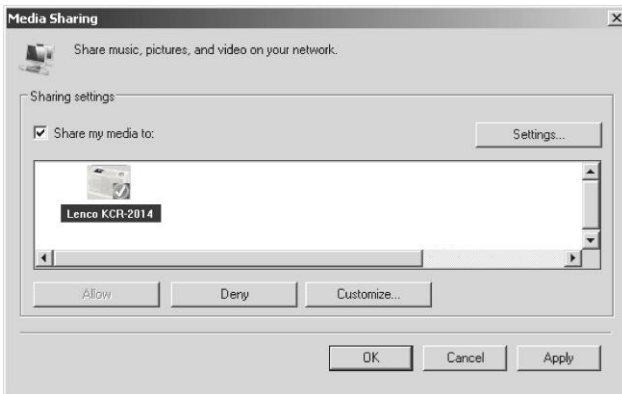 Media Sharing
Share music, pictures, and video on your network.
Sharing settings
Share my media to:
Settings...
Lenco KCR-2014
Allow Deny Customize...
OK Cancel Apply